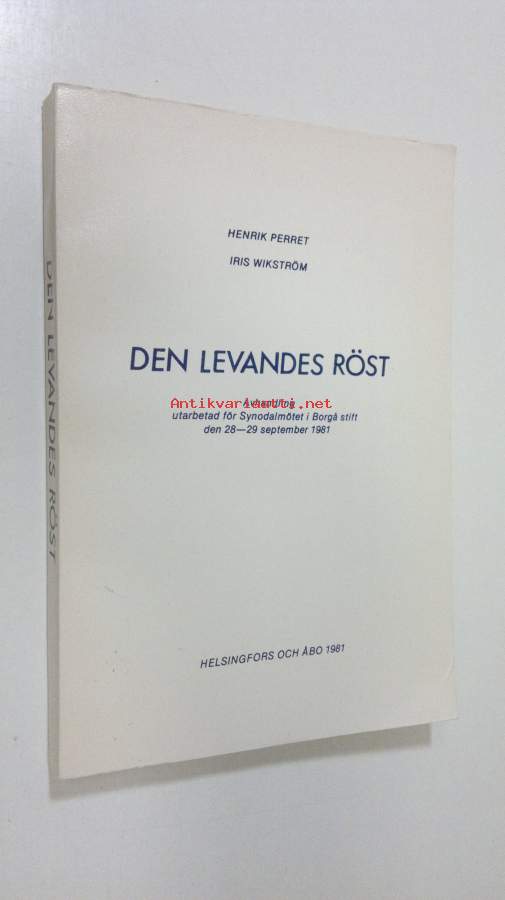 HENRIK PERRET
IRIS WIKSTRÖM
DEN LEVANDES RÖST
Avhandling
utarbetad för Synodalmötet i Borgå stift
den 28—29 september 1981
HELSINGFORS OCH ÅBO 1981
DEN LEVANDES RÖST
Antikvariaatti.net